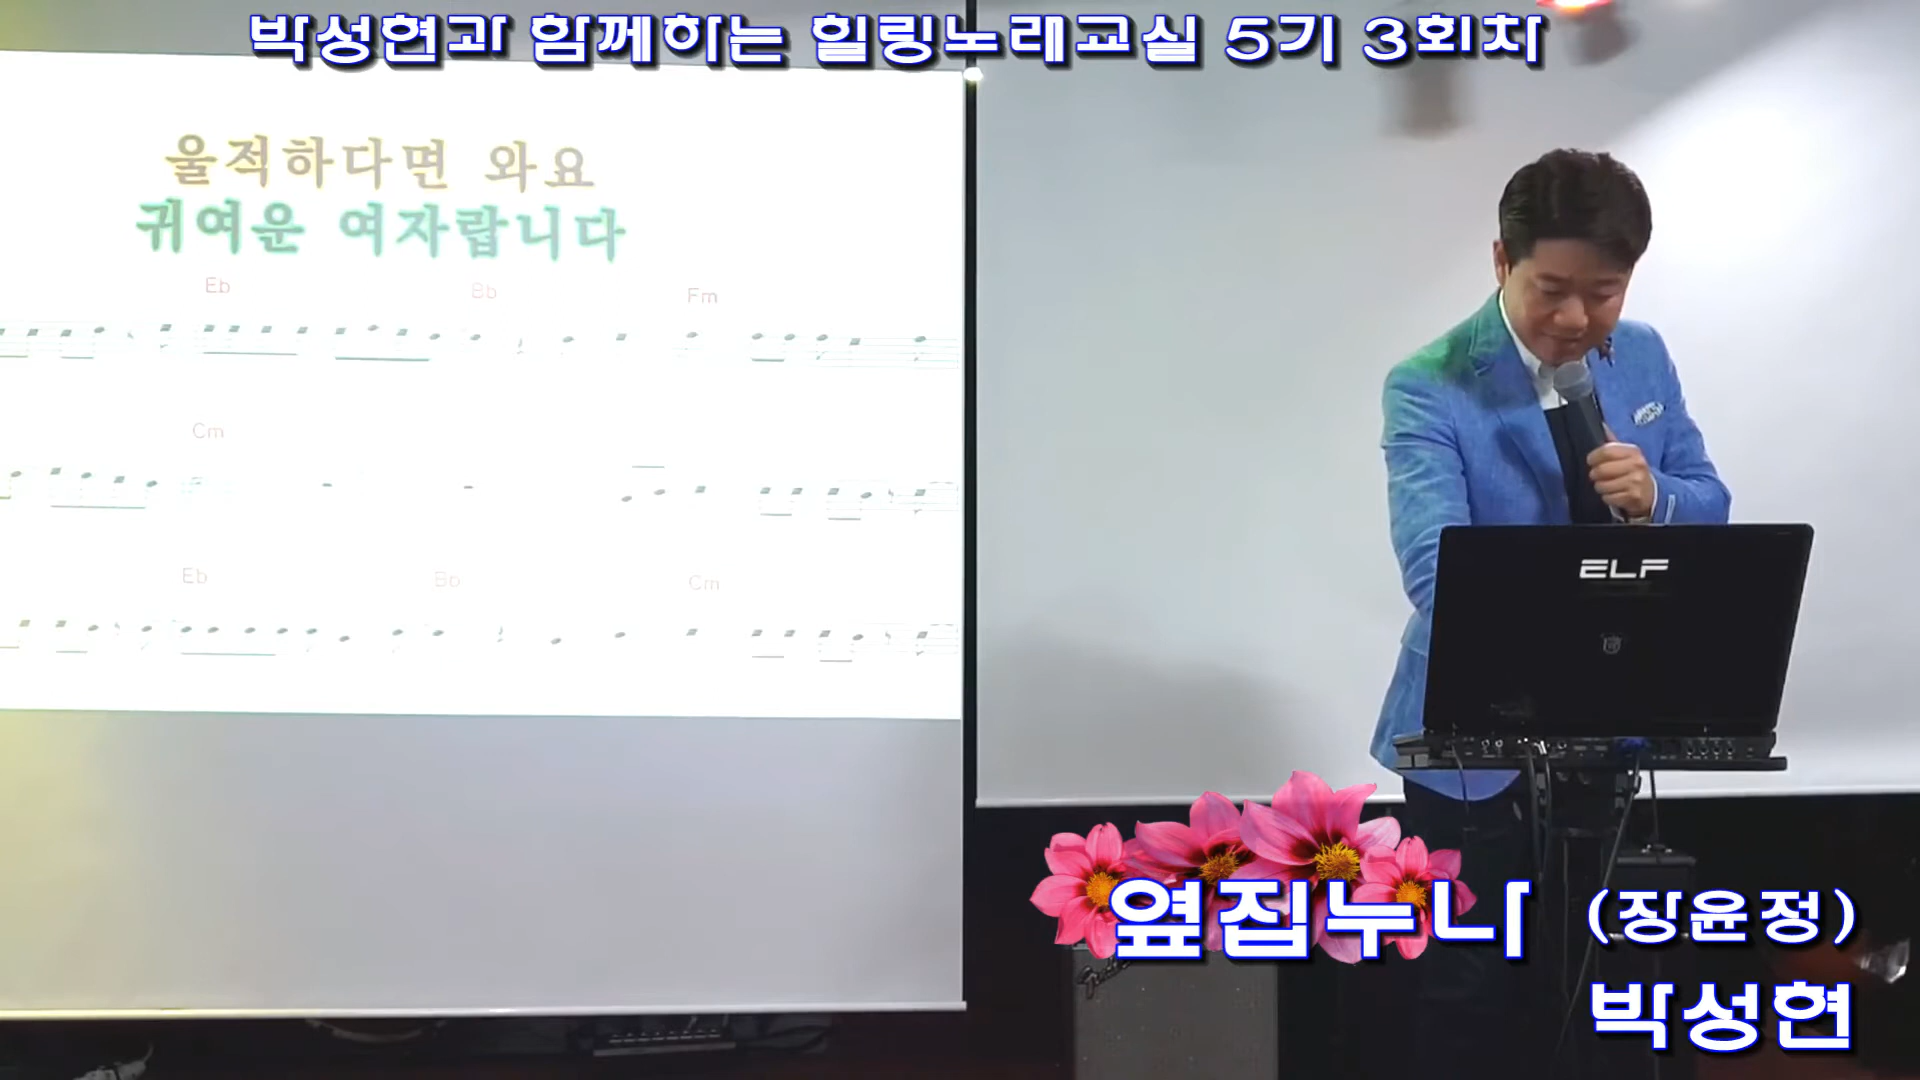 박성현과 함께하는 힐링노래교실 5기 3회차
울적하다면 와요
귀여운 여자랍니다
Eb Bb Fm
Cm
Eb Bb Cm
ELF
옆집누나 (장윤정)
박성현